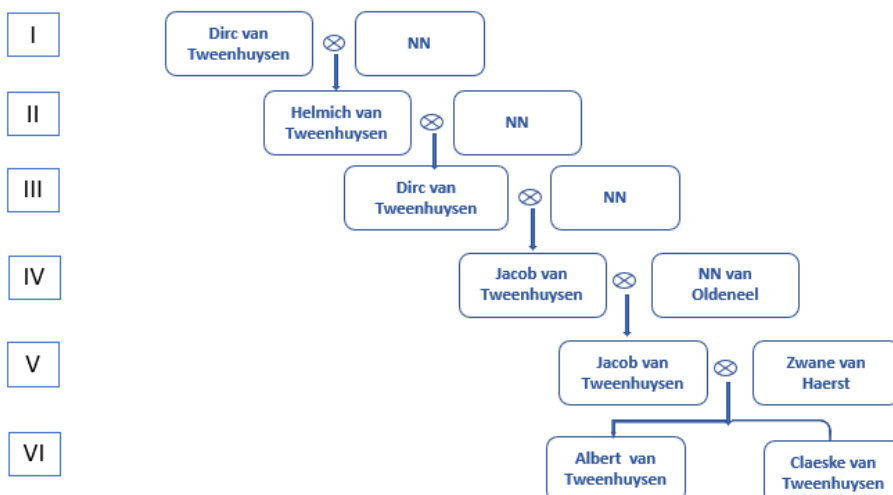 I
Dirc van
Tweenhuysen
NN
II
Helmich van
Tweenhuysen
NN
III
Dirc van
Tweenhuysen
NN
IV
Jacob van
Tweenhuysen
NN van
Oldeneel
V
Jacob van
Tweenhuysen
Zwane van
Haerst
VI
Albert van
Tweenhuysen
Claeske van
Tweenhuysen